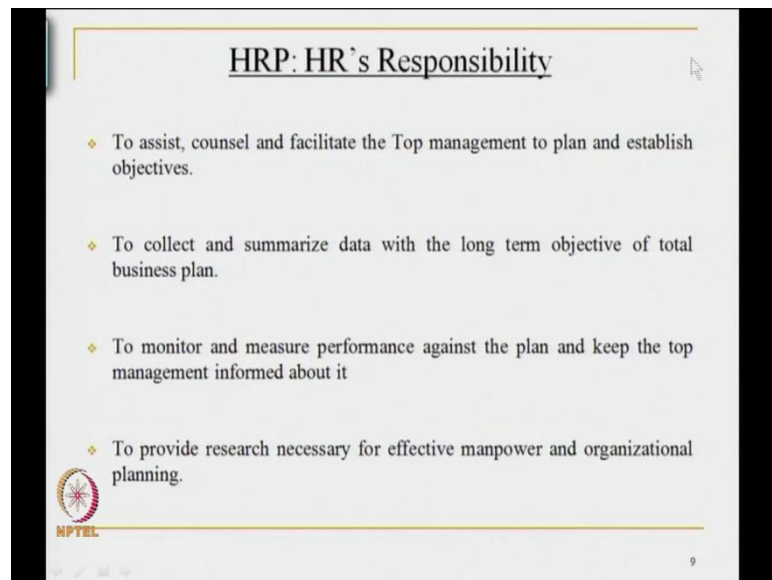 HRP: HR's Responsibility
To assist, counsel and facilitate the Top management to plan and establish
objectives.
To collect and summarize data with the long term objective of total
business plan.
To monitor and measure performance against the plan and keep the top
management informed about it
To provide research necessary for effective manpower and organizational
planning.
NPTEL
9